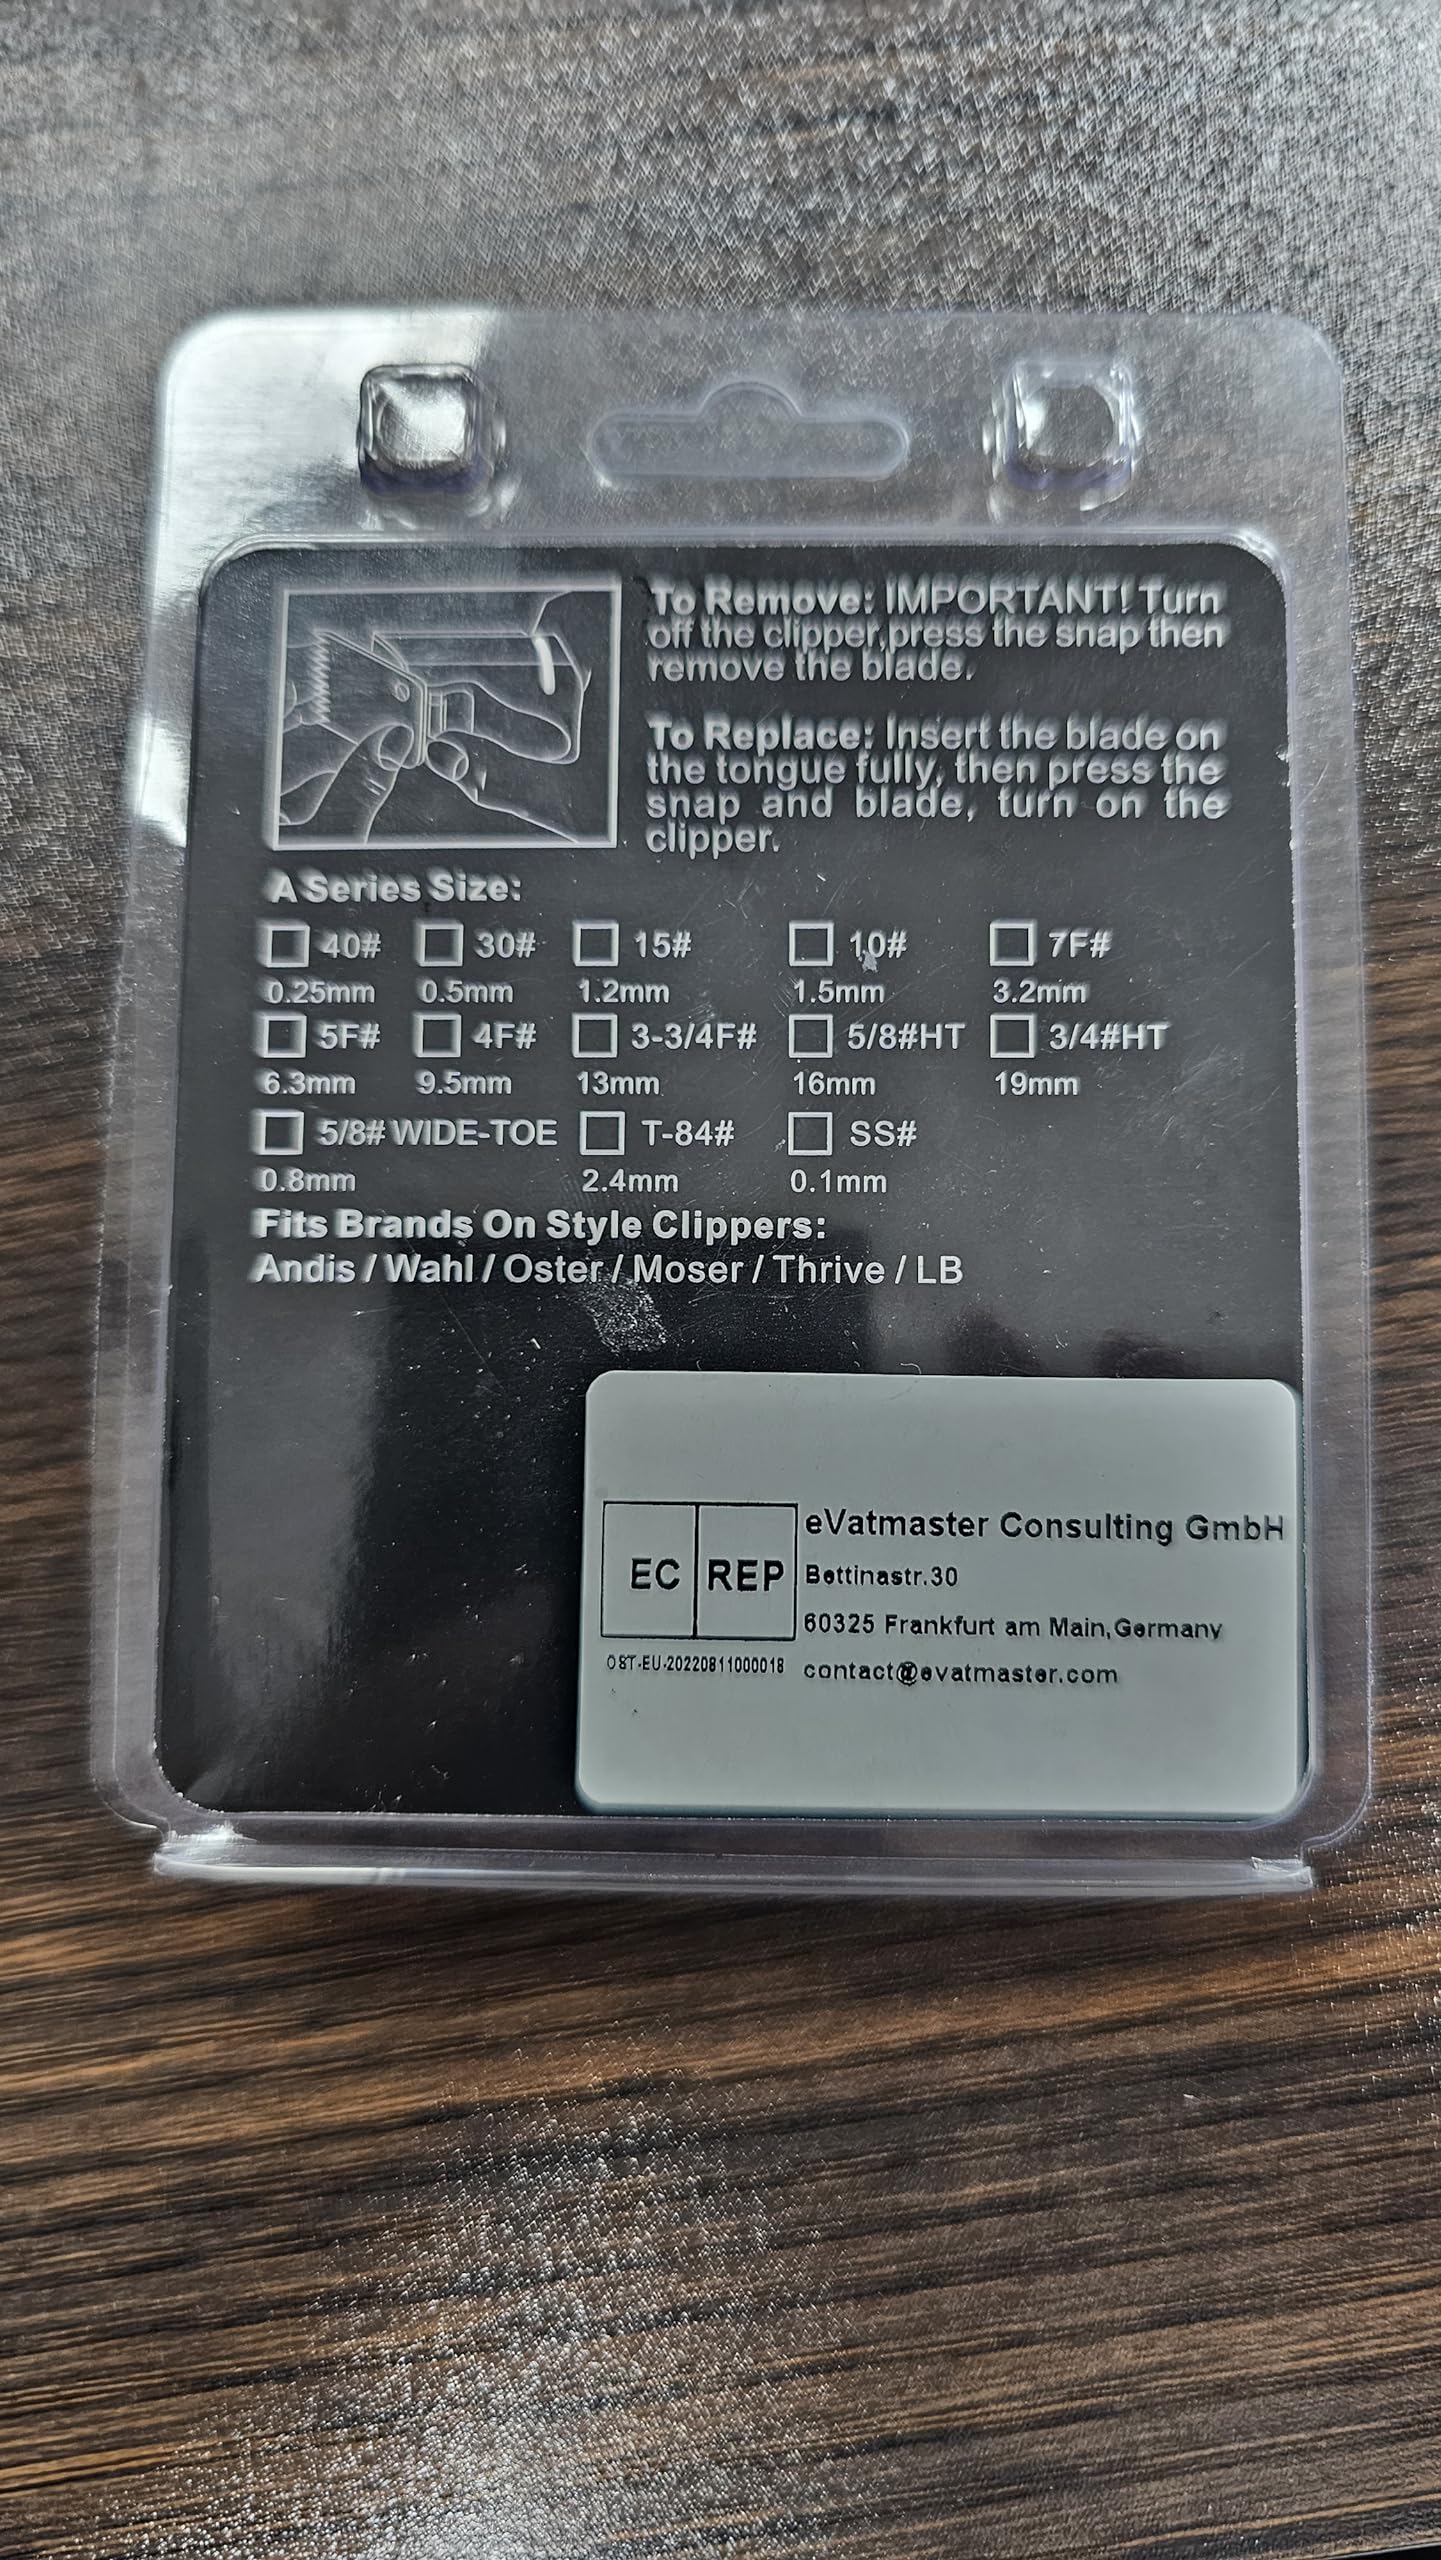 To Remove: IMPORTANT! Turn
off the clipper,press the snap then
remove the blade.
To Replace: Insert the blade on
the tongue fully, then press the
snap and blade, turn on the
clipper.
A Series Size:
40# 30# 15# 10# 7F#
0.25mm 0.5mm 1.2mm 1.5mm 3.2mm
5F# 4F# 3-3/4F# 5/8#HT 3/4#HT
6.3mm 9.5mm 13mm 16mm 19mm
5/8# WIDE-TOE T-84# SS#
0.8mm 2.4mm 0.1mm
Fits Brands On Style Clippers:
Andis / Wahl / Oster / Moser / Thrive / LB
EC REP
OST-EU-20220811000018
eVatmaster Consulting GmbH
Bettinastr.30
60325 Frankfurt am Main,Germany
contact@evatmaster.com